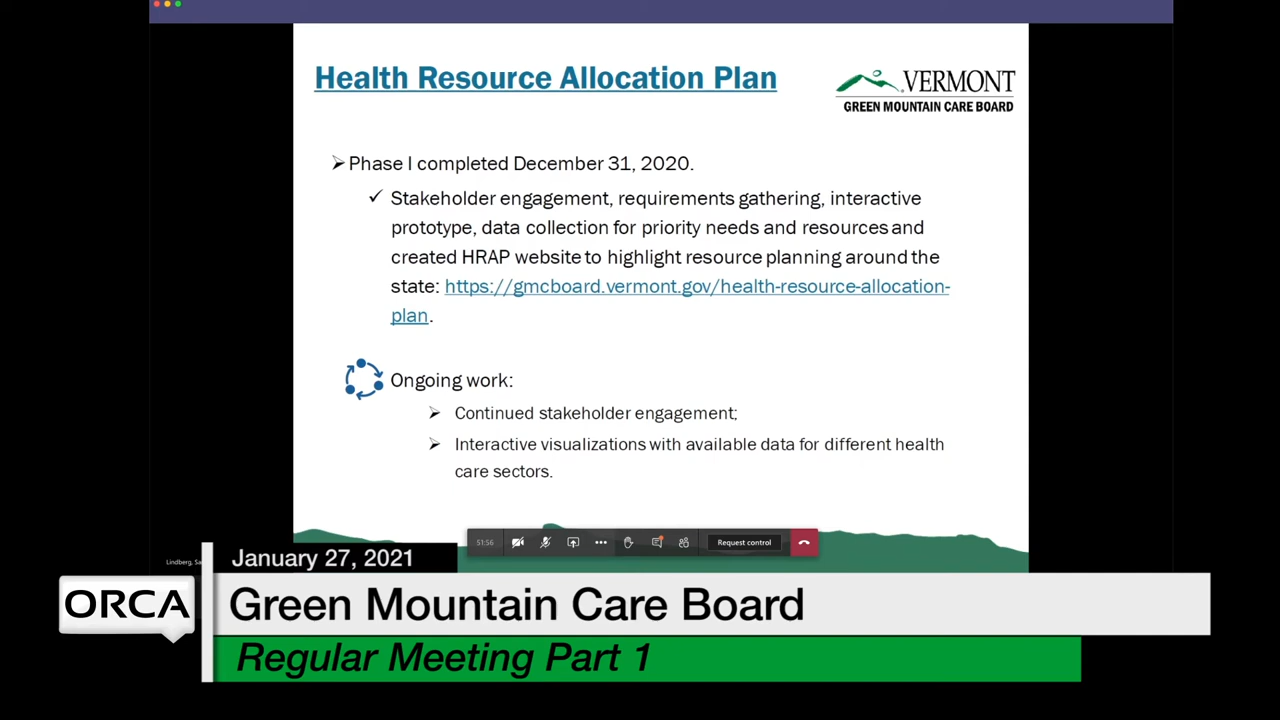 Health Resource Allocation Plan
VERMONT
GREEN MOUNTAIN CARE BOARD
Phase I completed December 31, 2020.
Stakeholder engagement, requirements gathering, interactive
prototype, data collection for priority needs and resources and
created HRAP website to highlight resource planning around the
state: https://gmcboard.vermont.gov/health-resource-allocation-
plan.
Ongoing work:
Continued stakeholder engagement;
Interactive visualizations with available data for different health
care sectors.
51:56
Request control
Lindberg,
January 27, 2021
ORCA
Green Mountain Care Board
Regular Meeting Part 1